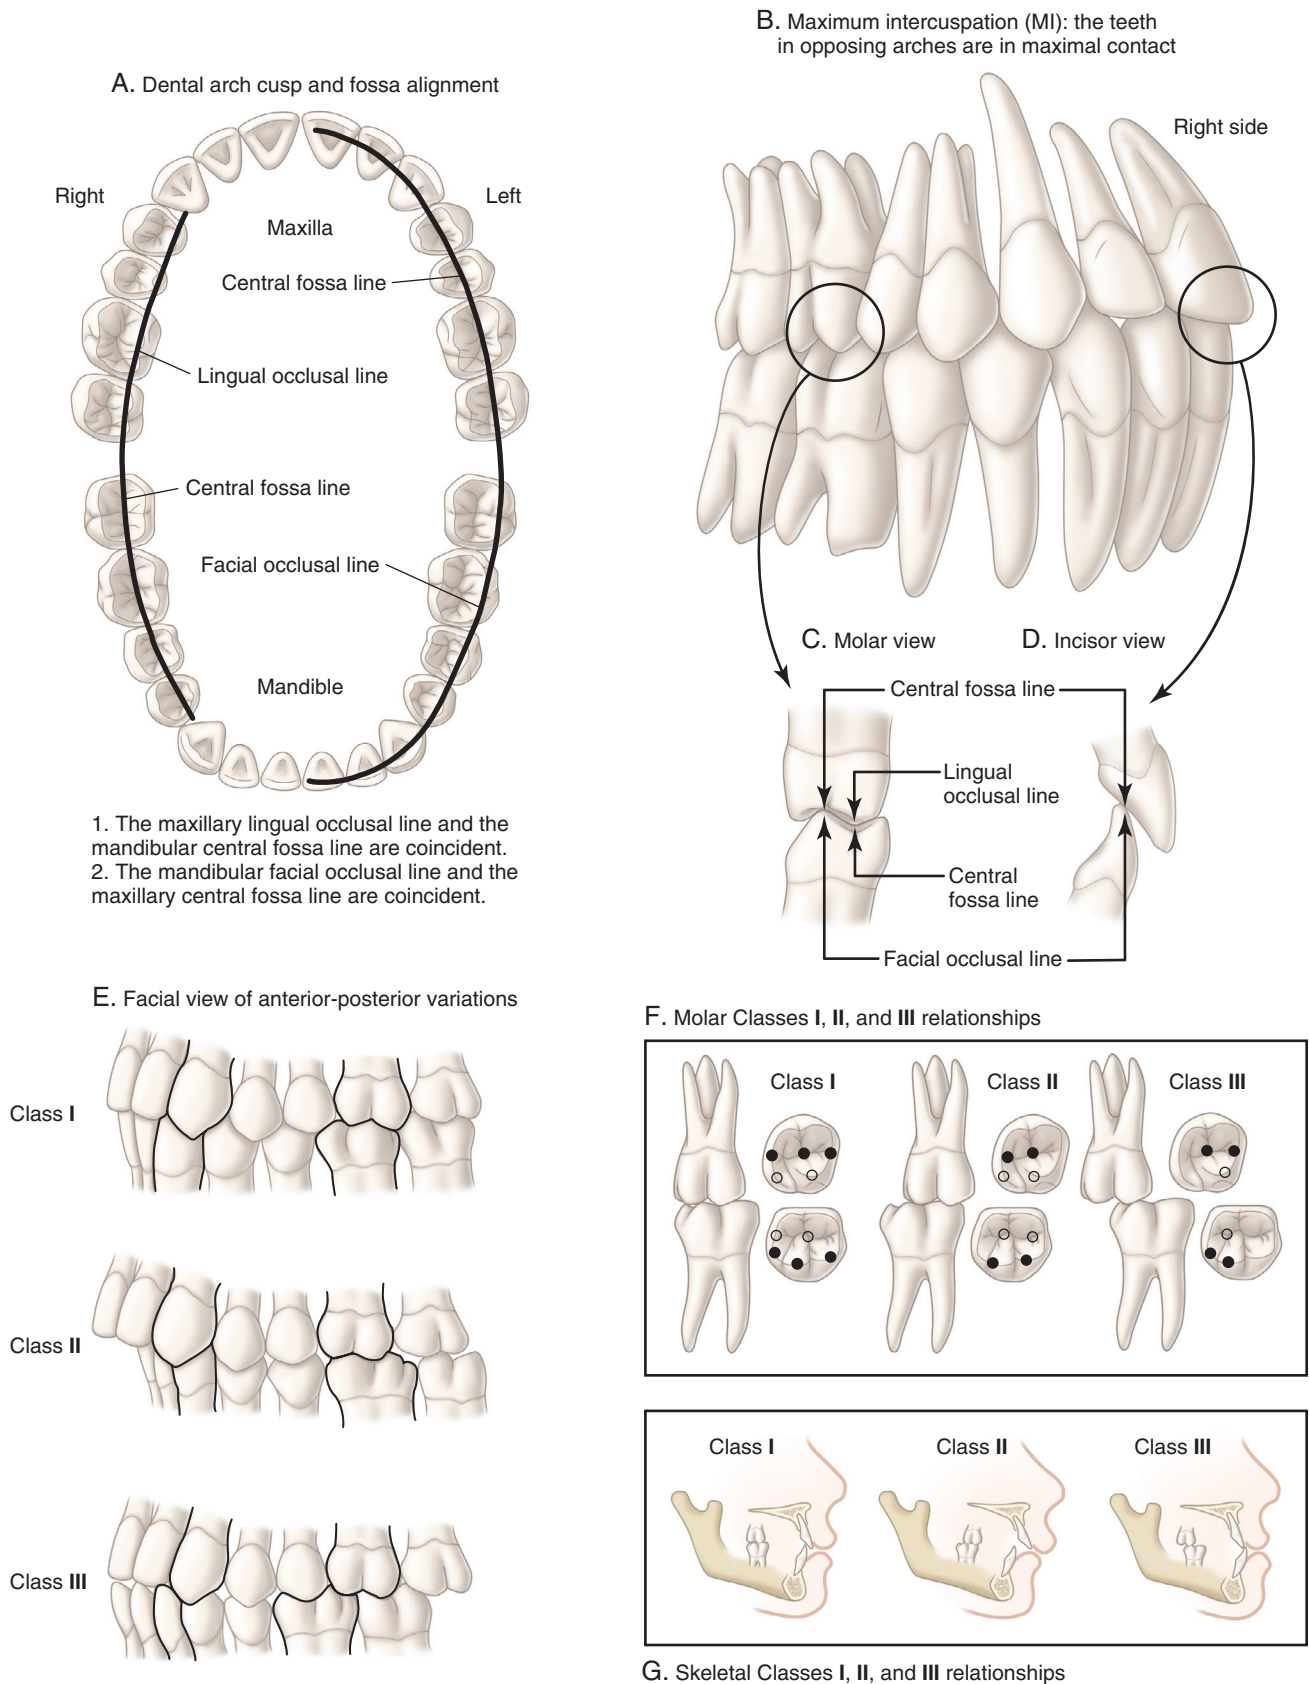 A. Dental arch cusp and fossa alignment
Right
Left
Maxilla
Central fossa line
Lingual occlusal line
Central fossa line
Facial occlusal line
Mandible
1. The maxillary lingual occlusal line and the
mandibular central fossa line are coincident.
2. The mandibular facial occlusal line and the
maxillary central fossa line are coincident.
B. Maximum intercuspation (MI): the teeth
in opposing arches are in maximal contact
Right side
C. Molar view
D. Incisor view
Central fossa line
Lingual
occlusal line
Central
fossa line
Facial occlusal line
E. Facial view of anterior-posterior variations
Class I
Class II
Class III
F. Molar Classes I, II, and III relationships
Class I
Class II
Class III
Class I
Class II
Class III
G. Skeletal Classes I, II, and III relationships